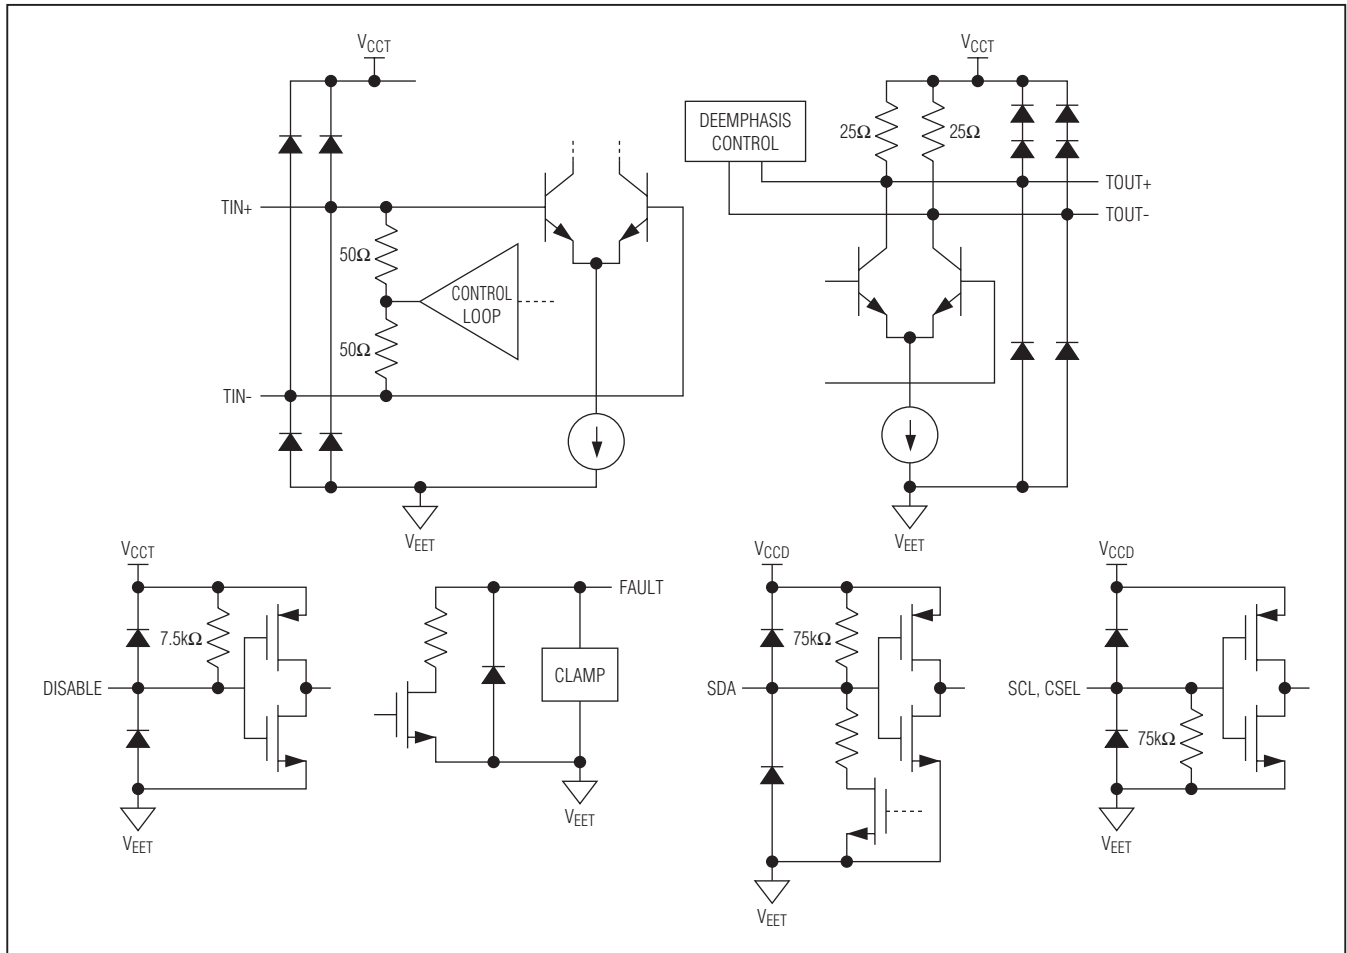 VCCT
VCCT
DEEMPHASIS
CONTROL
25Ω
25Ω
TOUT+
TOUT-
TIN+
50Ω
CONTROL
LOOP
50Ω
TIN-
VEET
VEET
VCCT
7.5kΩ
DISABLE
VEET
FAULT
CLAMP
VEET
VCCD
75kΩ
SDA
VEET
VCCD
SCL, CSEL
75kΩ
VEET